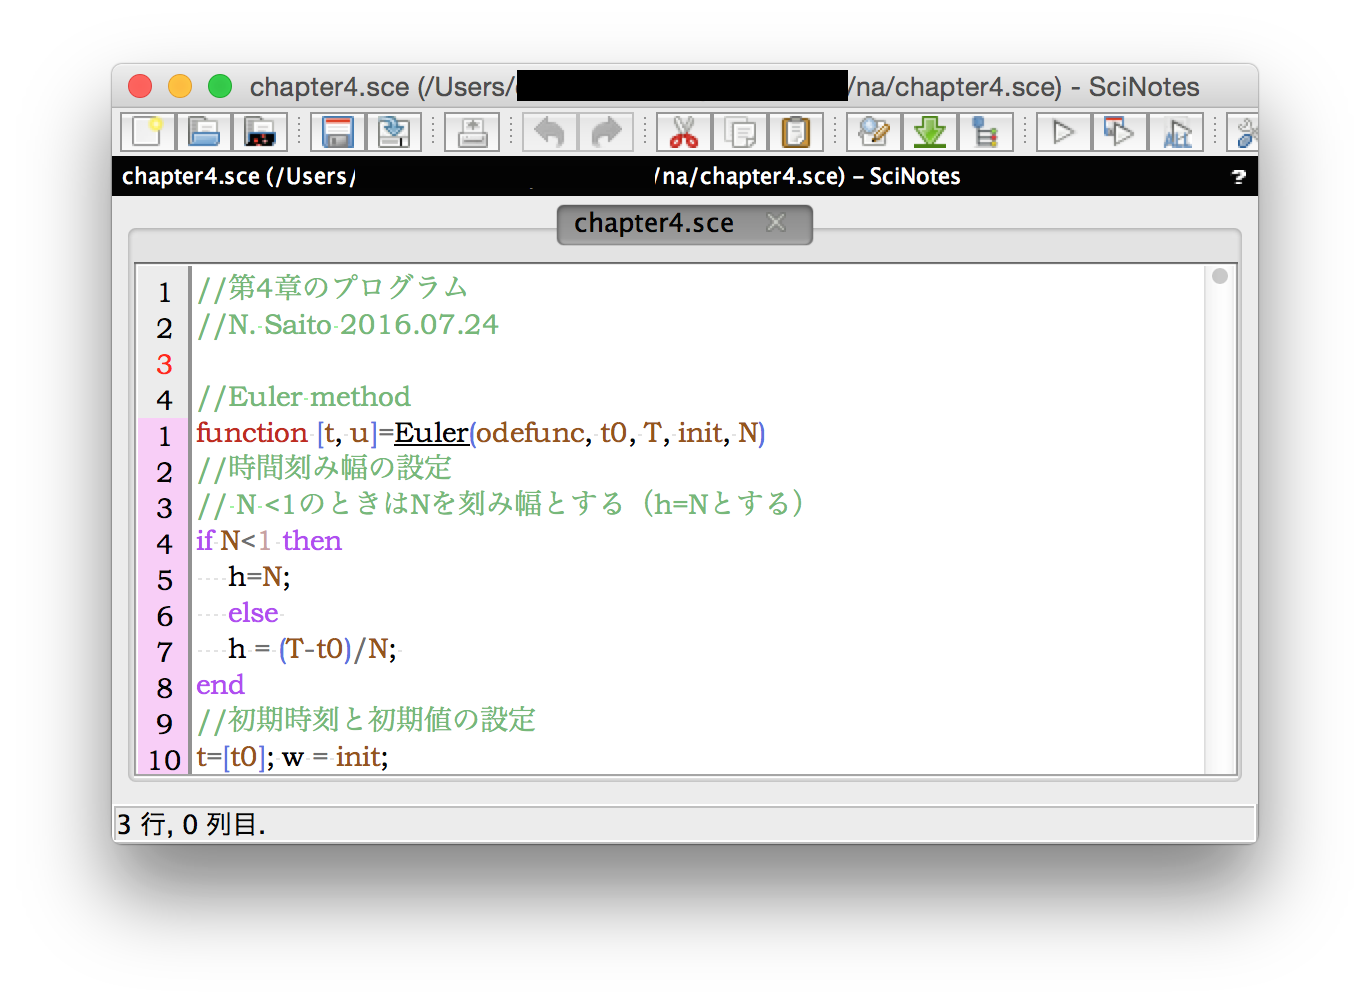 chapter4.sce (/Users/ /na/chapter4.sce) - SciNotes
chapter4.sce (/Users/ /na/chapter4.sce) – SciNotes ?
chapter4.sce
1 //第4章のプログラム
2 //N. Saito 2016.07.24
3
4 //Euler method
1 function [t, u]=Euler(odefunc, t0, T, init, N)
2 //時間刻み幅の設定
3 // N <1のときはNを刻み幅とする（h=Nとする）
4 if N<1 then
5 h=N;
6 else
7 h = (T-t0)/N;
8 end
9 //初期時刻と初期値の設定
10 t=[t0]; w = init;
3 行, 0 列目.